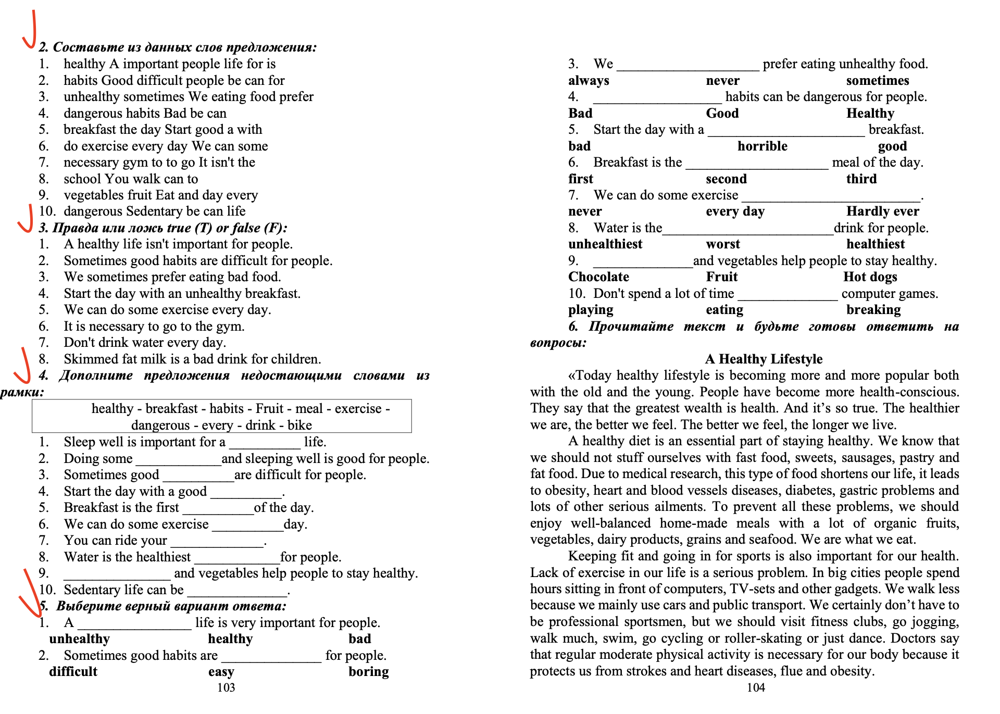 2. Составьте из данных слов предложения:
1. healthy A important people life for is
2. habits Good difficult people be can for
3. unhealthy sometimes We eating food prefer
4. dangerous habits Bad be can
5. breakfast the day Start good a with
6. do exercise every day We can some
7. necessary gym to to go It isn't the
8. school You walk can to
9. vegetables fruit Eat and day every
10. dangerous Sedentary be can life
3. Правда или ложь true (T) or false (F):
1. A healthy life isn't important for people.
2. Sometimes good habits are difficult for people.
3. We sometimes prefer eating bad food.
4. Start the day with an unhealthy breakfast.
5. We can do some exercise every day.
6. It is necessary to go to the gym.
7. Don't drink water every day.
8. Skimmed fat milk is a bad drink for children.
4. Дополните предложения недостающими словами из
рамки:
healthy - breakfast - habits - Fruit - meal - exercise -
dangerous - every - drink - bike
1. Sleep well is important for a __________ life.
2. Doing some ____________and sleeping well is good for people.
3. Sometimes good __________are difficult for people.
4. Start the day with a good __________.
5. Breakfast is the first __________of the day.
6. We can do some exercise __________day.
7. You can ride your _____________.
8. Water is the healthiest ____________for people.
9. _______________ and vegetables help people to stay healthy.
10. Sedentary life can be ______________.
5. Выберите верный вариант ответа:
1. A ________________ life is very important for people.
unhealthy healthy bad
2. Sometimes good habits are ______________ for people.
difficult easy boring
103
3. We ____________________ prefer eating unhealthy food.
always never sometimes
4. __________________ habits can be dangerous for people.
Bad Good Healthy
5. Start the day with a ______________________ breakfast.
bad horrible good
6. Breakfast is the ____________________ meal of the day.
first second third
7. We can do some exercise _________________________.
never every day Hardly ever
8. Water is the________________________drink for people.
unhealthiest worst healthiest
9. ______________and vegetables help people to stay healthy.
Chocolate Fruit Hot dogs
10. Don't spend a lot of time ______________ computer games.
playing eating breaking
6. Прочитайте текст и будьте готовы ответить на
вопросы:
A Healthy Lifestyle
«Today healthy lifestyle is becoming more and more popular both
with the old and the young. People have become more health-conscious.
They say that the greatest wealth is health. And it’s so true. The healthier
we are, the better we feel. The better we feel, the longer we live.
A healthy diet is an essential part of staying healthy. We know that
we should not stuff ourselves with fast food, sweets, sausages, pastry and
fat food. Due to medical research, this type of food shortens our life, it leads
to obesity, heart and blood vessels diseases, diabetes, gastric problems and
lots of other serious ailments. To prevent all these problems, we should
enjoy well-balanced home-made meals with a lot of organic fruits,
vegetables, dairy products, grains and seafood. We are what we eat.
Keeping fit and going in for sports is also important for our health.
Lack of exercise in our life is a serious problem. In big cities people spend
hours sitting in front of computers, TV-sets and other gadgets. We walk less
because we mainly use cars and public transport. We certainly don’t have to
be professional sportsmen, but we should visit fitness clubs, go jogging,
walk much, swim, go cycling or roller-skating or just dance. Doctors say
that regular moderate physical activity is necessary for our body because it
protects us from strokes and heart diseases, flue and obesity.
104